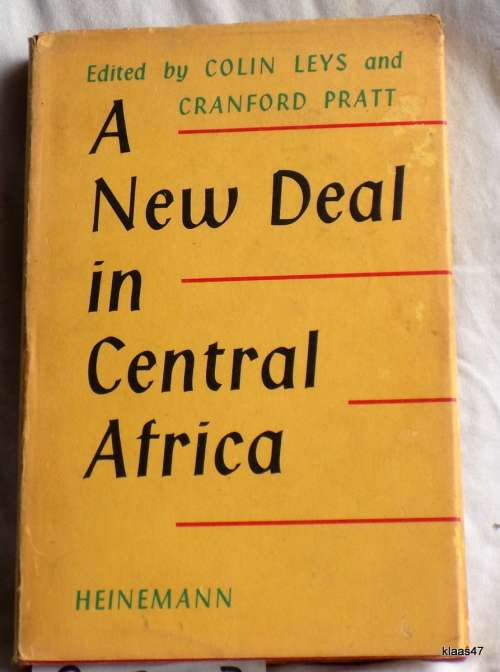 Edited by COLIN LEYS and
CRANFORD PRATT
A
New Deal
in
Central
Africa
HEINEMANN
klaas47